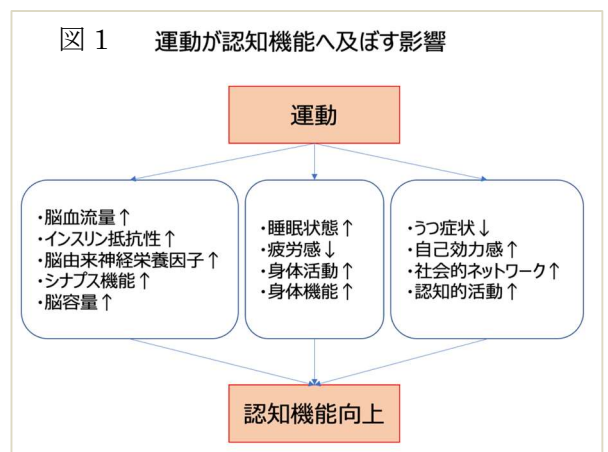 図1 運動が認知機能へ及ぼす影響
運動
・脳血流量↑
・インスリン抵抗性↑
・脳由来神経栄養因子↑
・シナプス機能↑
・脳容量↑
・睡眠状態↑
・疲労感↓
・身体活動↑
・身体機能↑
・うつ症状↓
・自己効力感↑
・社会的ネットワーク↑
・認知的活動↑
認知機能向上